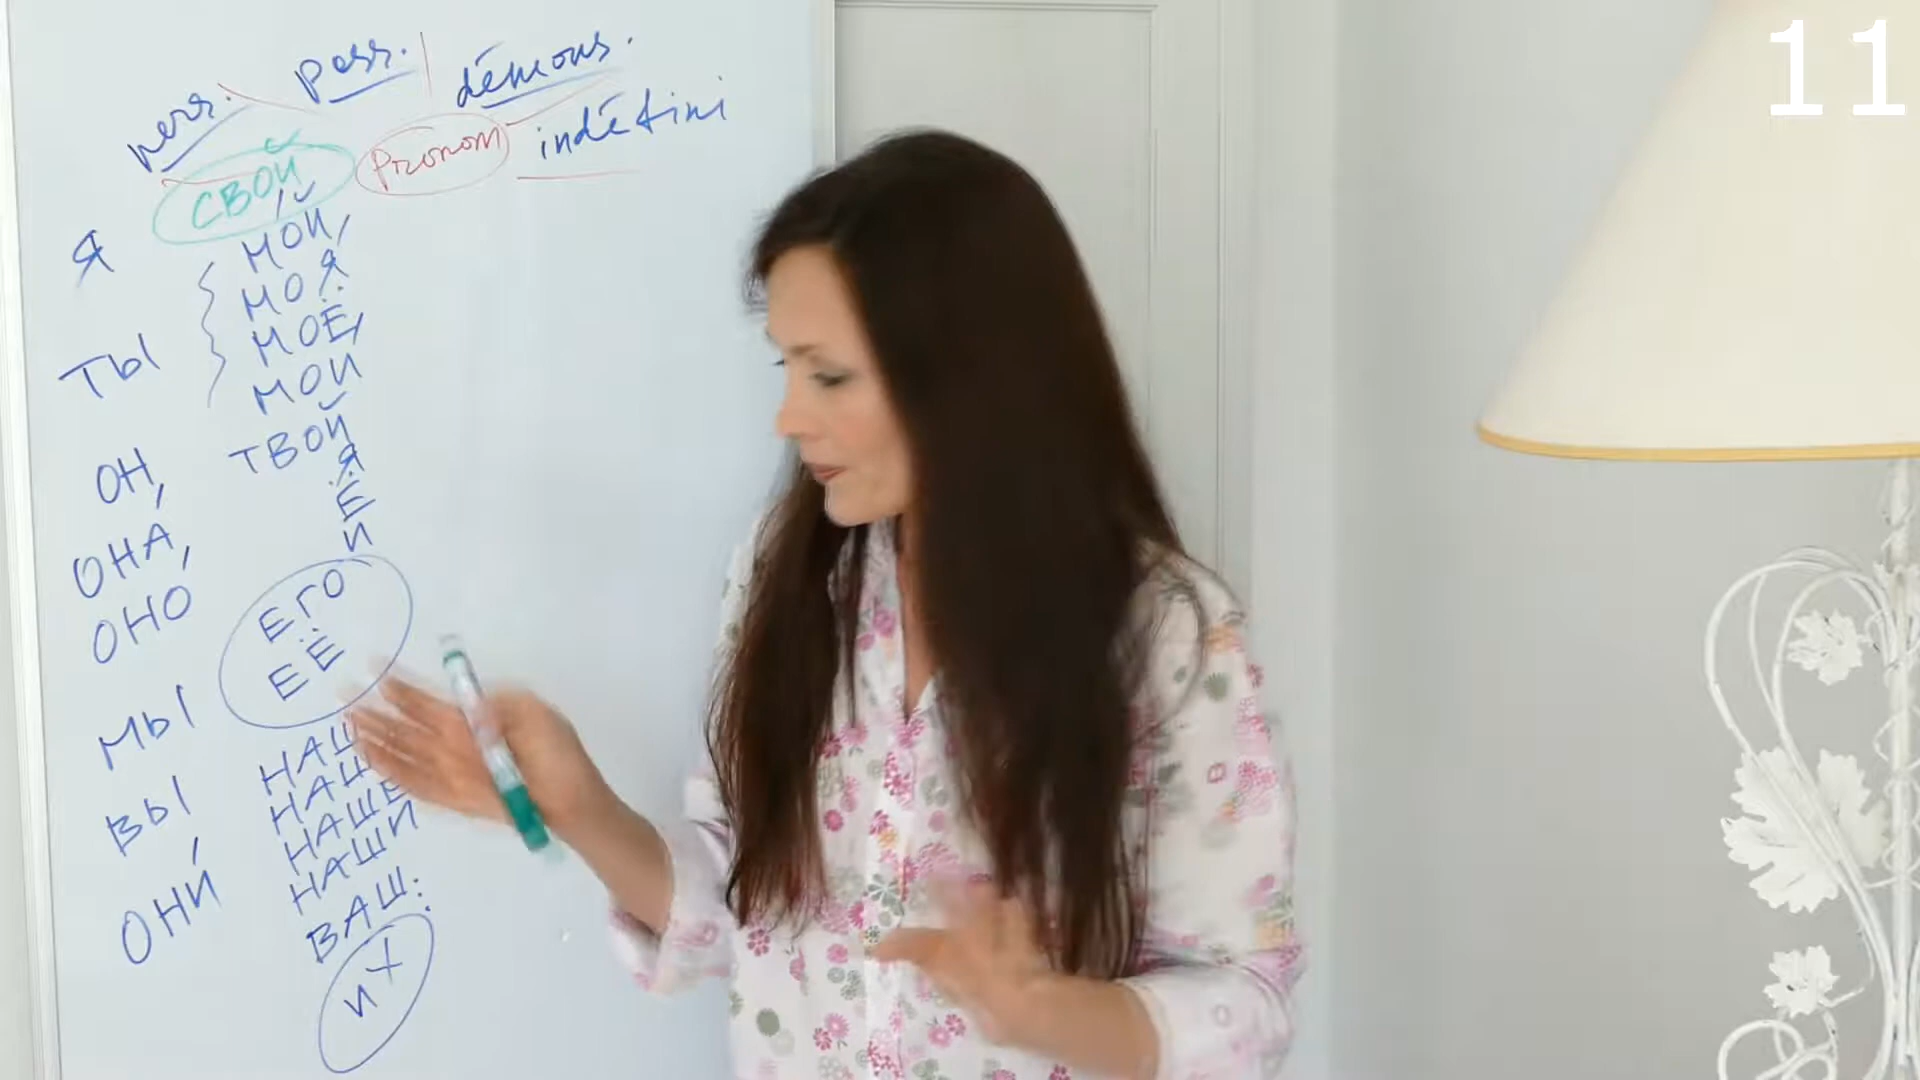 pers. poss. démons.
СВОЙ Pronom indéfini
Я МОЙ,
МОЯ
МОЁ,
ТЫ МОИ
ТВОЙ
Я
ОН, Ё
И
ОНА,
ОНО ЕГО
ЕЁ
МЫ НАШ
ВЫ НАШЕ
НАШИ
ОНИ ВАШ:
ИХ
11